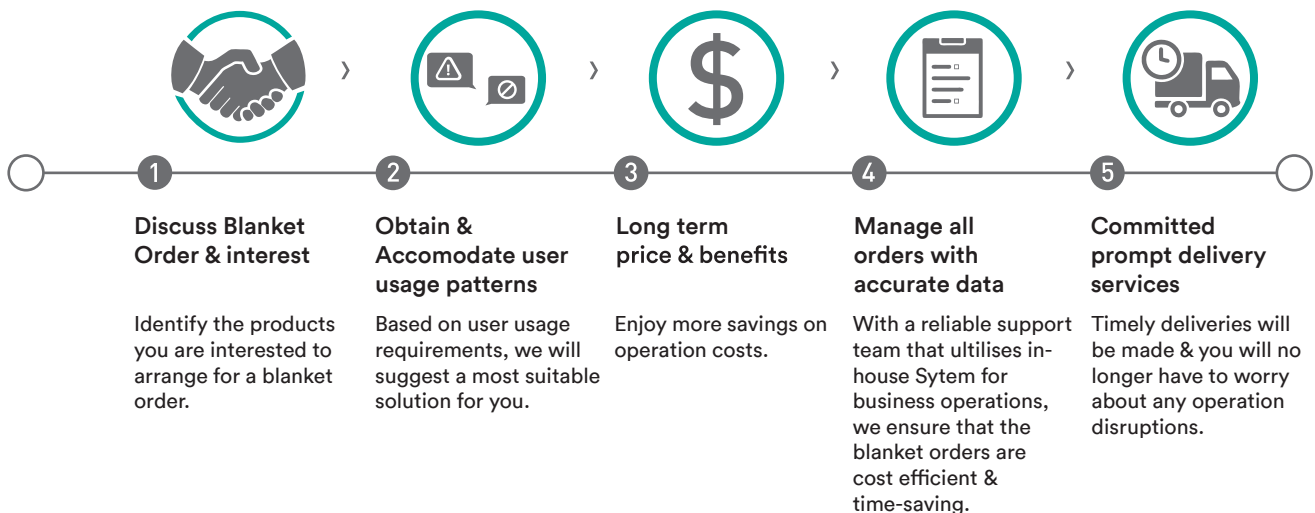 1
Discuss Blanket
Order & interest
Identify the products
you are interested to
arrange for a blanket
order.
2
Obtain &
Accomodate user
usage patterns
Based on user usage
requirements, we will
suggest a most suitable
solution for you.
$
3
Long term
price & benefits
Enjoy more savings on
operation costs.
4
Manage all
orders with
accurate data
With a reliable support
team that ultilises in-
house Sytem for
business operations,
we ensure that the
blanket orders are
cost efficient &
time-saving.
5
Committed
prompt delivery
services
Timely deliveries will
be made & you will no
longer have to worry
about any operation
disruptions.